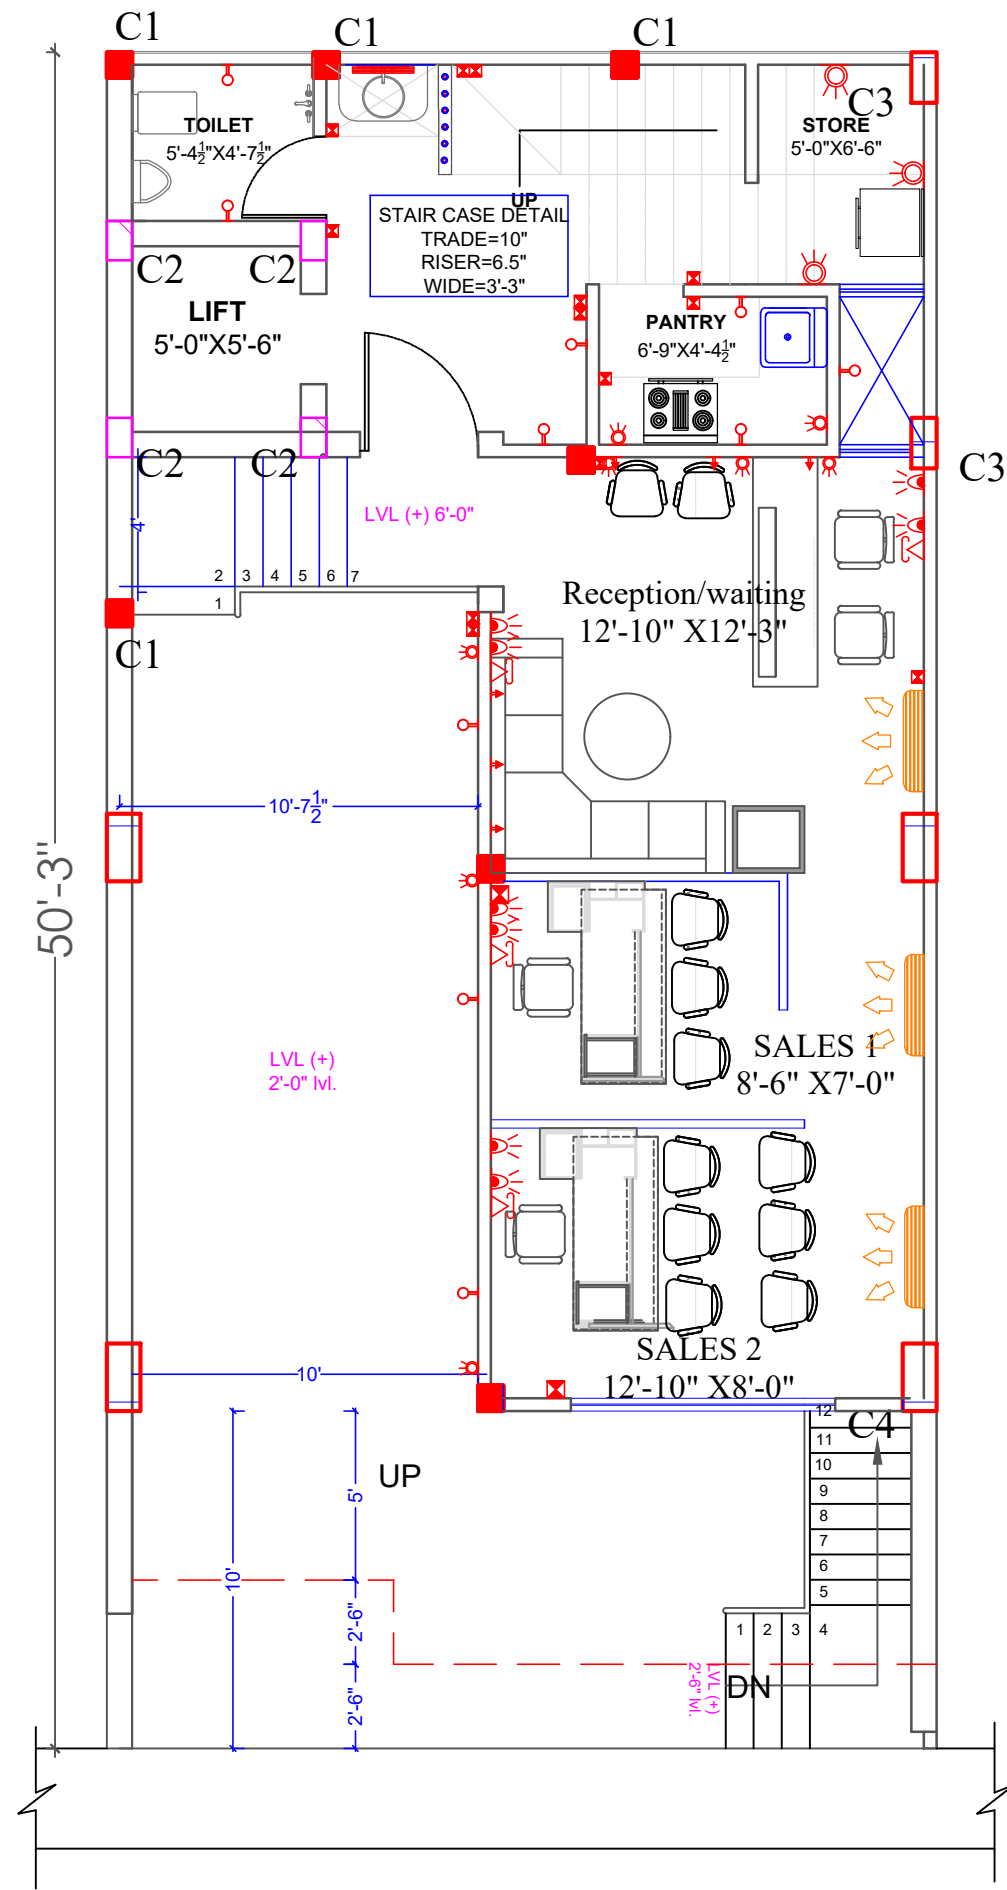 C1
C1
C1
C3
TOILET
5'-4½"X4'-7½"
STORE
5'-0"X6'-6"
UP
STAIR CASE DETAIL
TRADE=10"
RISER=6.5"
WIDE=3'-3"
C2
C2
LIFT
5'-0"X5'-6"
PANTRY
6'-9"X4'-4½"
C2
C2
C3
4'
LVL (+) 6'-0"
2
3
4
5
6
7
1
Reception/waiting
12'-10" X12'-3"
C1
10'-7½"
50'-3"
LVL (+)
2'-0" lvl.
SALES 1
8'-6" X7'-0"
SALES 2
12'-10" X8'-0"
10'
12
C4
11
10
9
8
7
6
5
UP
5'
10'
2'-6"
1
2
3
4
2'-6"
LVL (+)
2'-6" lvl.
DN